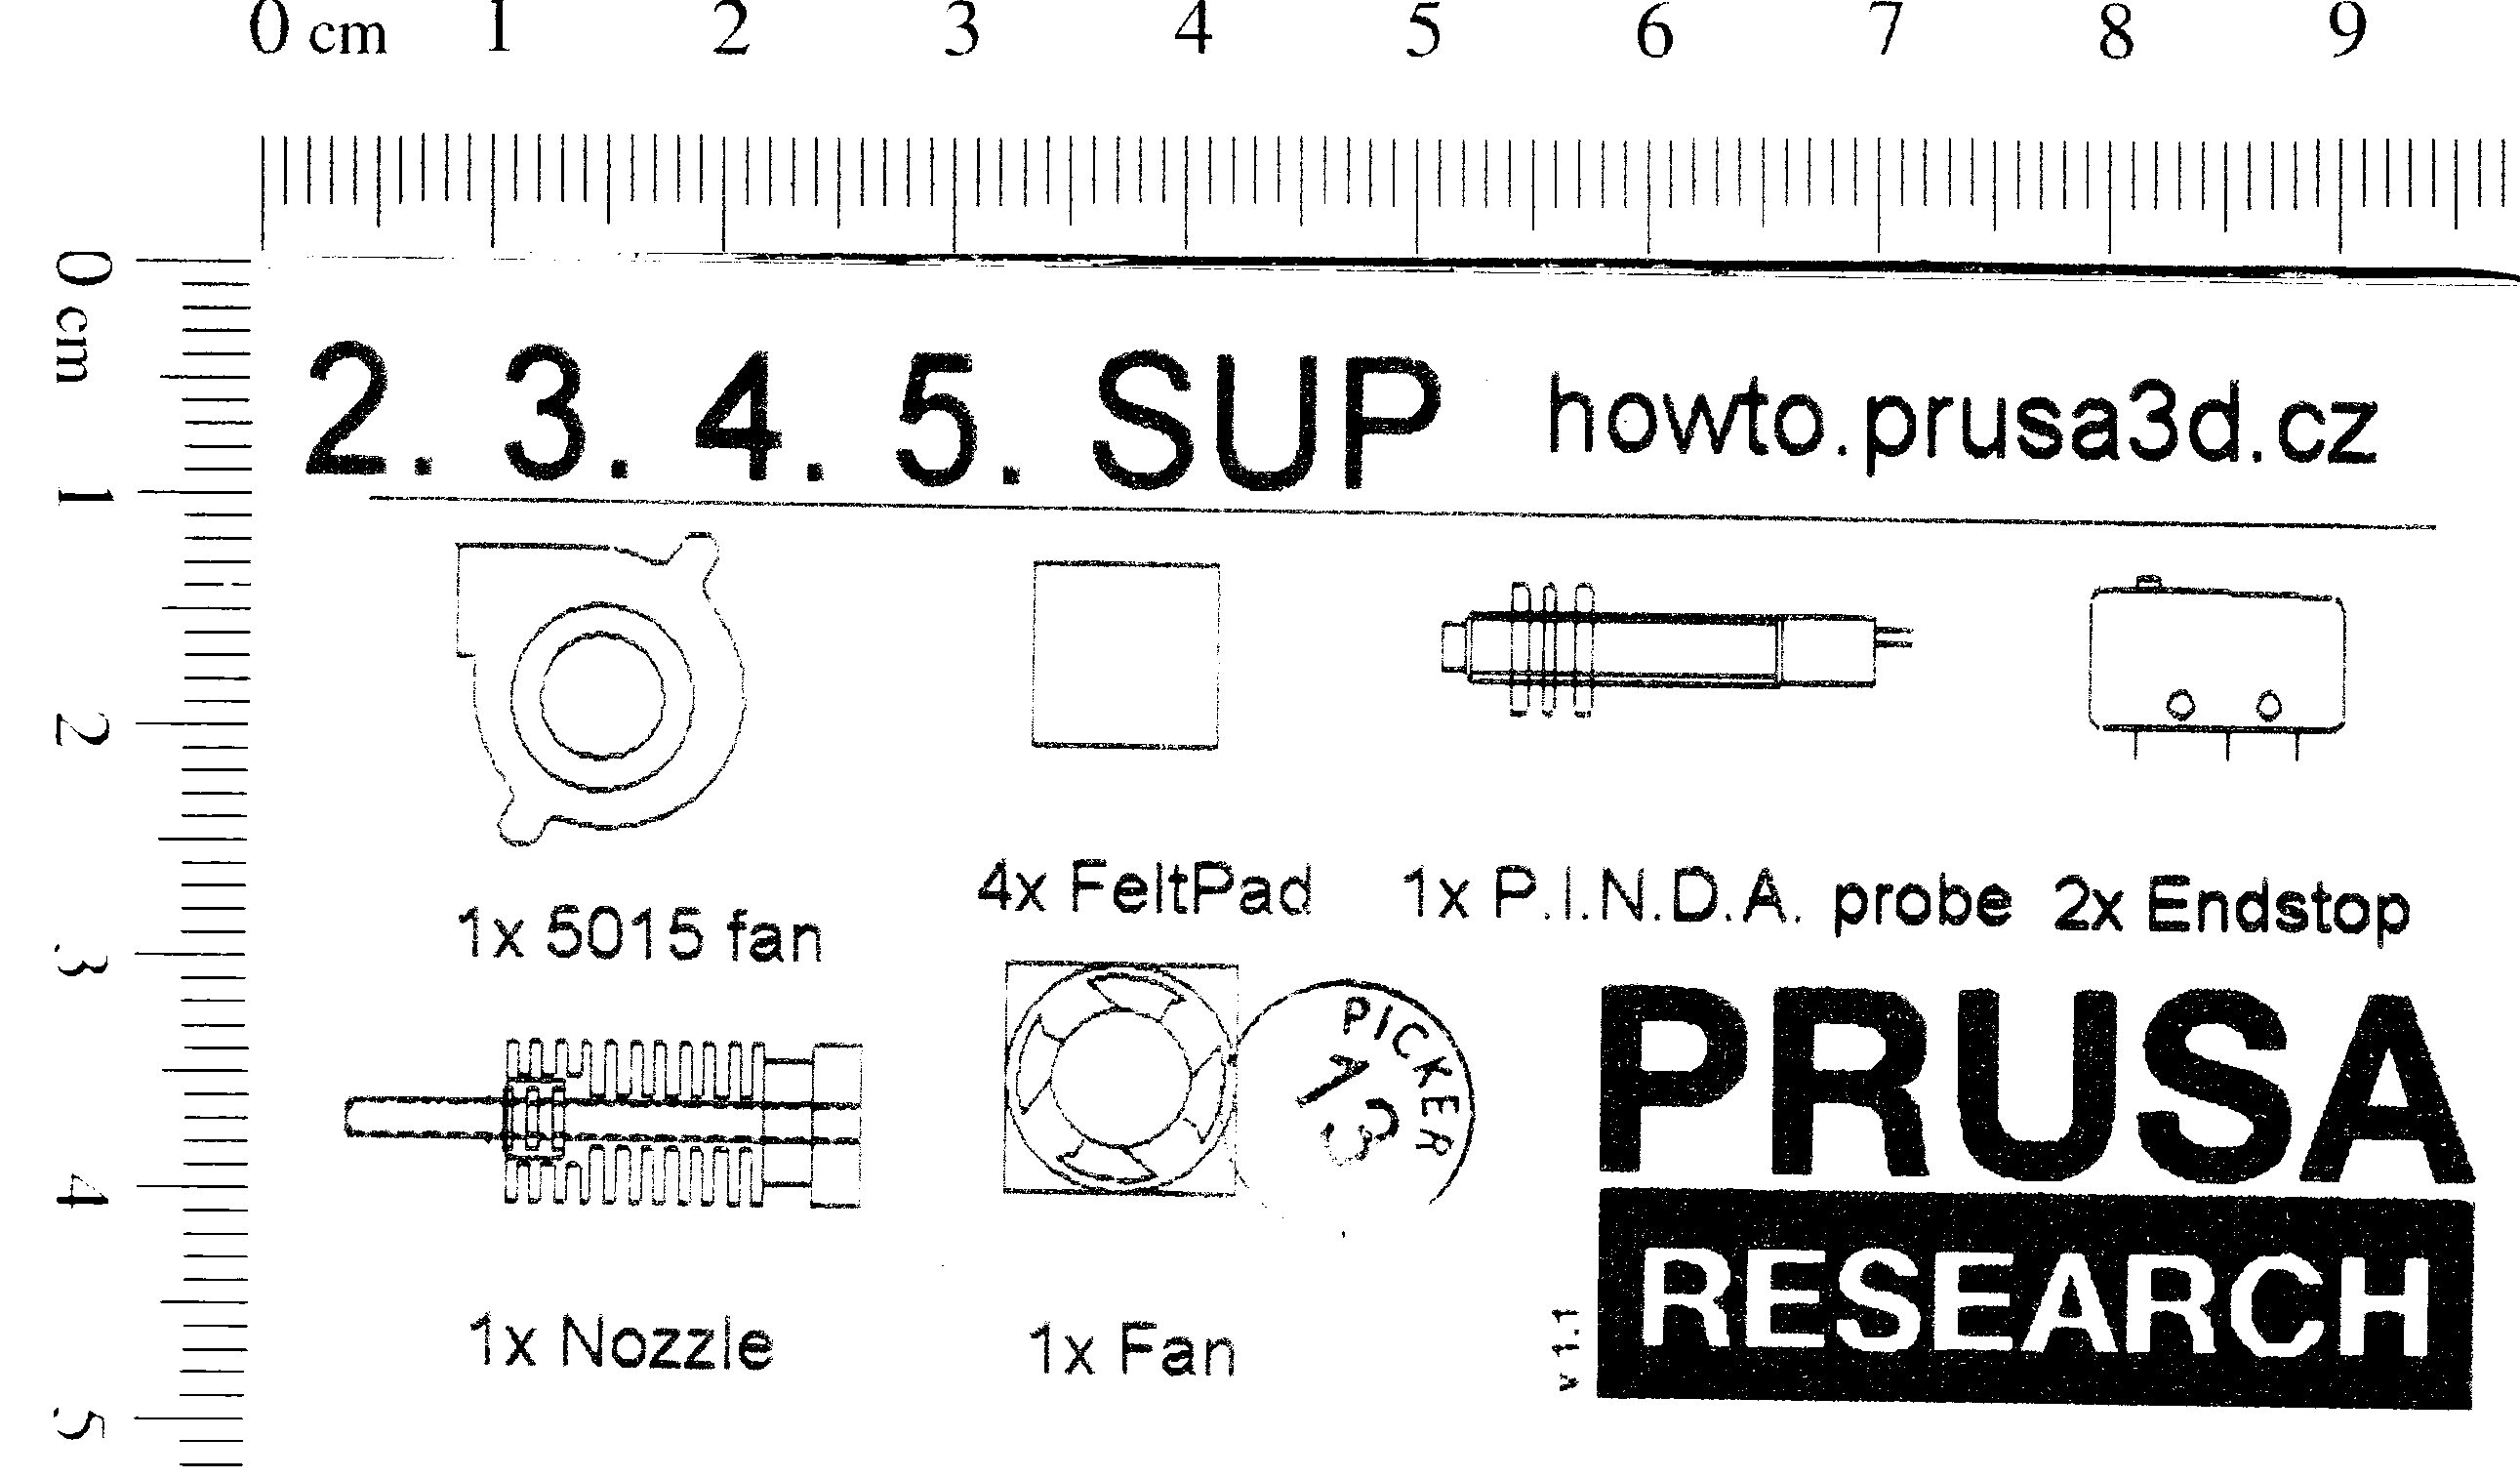 0 cm 1 2 3 4 5 6 7 8 9
0 cm 1 2 3 4 5
2. 3. 4. 5. SUP howto.prusa3d.cz
1x 5015 fan
4x FeltPad
1x P.I.N.D.A. probe
2x Endstop
1x Nozzle
1x Fan
PICKER
13
v 1.1
PRUSA
RESEARCH